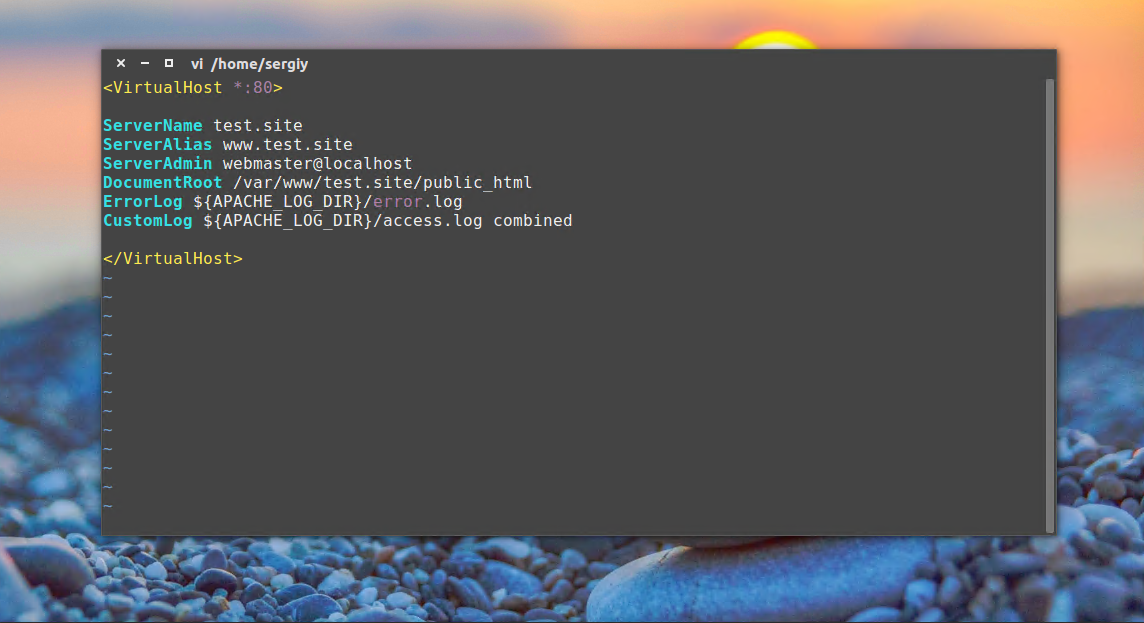 vi /home/sergiy
<VirtualHost *:80>
ServerName test.site
ServerAlias www.test.site
ServerAdmin webmaster@localhost
DocumentRoot /var/www/test.site/public_html
ErrorLog ${APACHE_LOG_DIR}/error.log
CustomLog ${APACHE_LOG_DIR}/access.log combined
</VirtualHost>
~
~
~
~
~
~
~
~
~
~
~
~
~